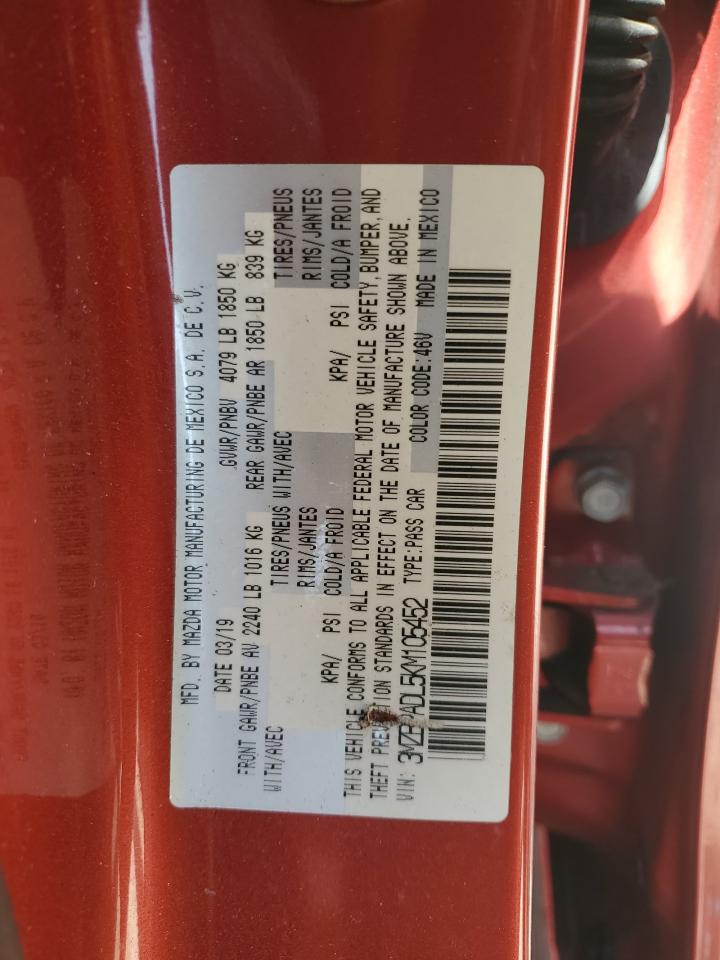 MFD. BY MAZDA MOTOR MANUFACTURING DE MEXICO S.A. DE C.V.
DATE 03/19 GVWR/PNBV 4079 LB 1850 KG
FRONT GAWR/PNBE AV 2240 LB 1016 KG REAR GAWR/PNBE AR 1850 LB 839 KG
WITH/AVEC TIRES/PNEUS WITH/AVEC TIRES/PNEUS
RIMS/JANTES RIMS/JANTES
KPA/ PSI COLD/A FROID KPA/ PSI COLD/A FROID
THIS VEHICLE CONFORMS TO ALL APPLICABLE FEDERAL MOTOR VEHICLE SAFETY,BUMPER,AND
THEFT PREVENTION STANDARDS IN EFFECT ON THE DATE OF MANUFACTURE SHOWN ABOVE.
VIN: 3MZBPADL5KM105452 TYPE:PASS CAR COLOR CODE:46V MADE IN MEXICO